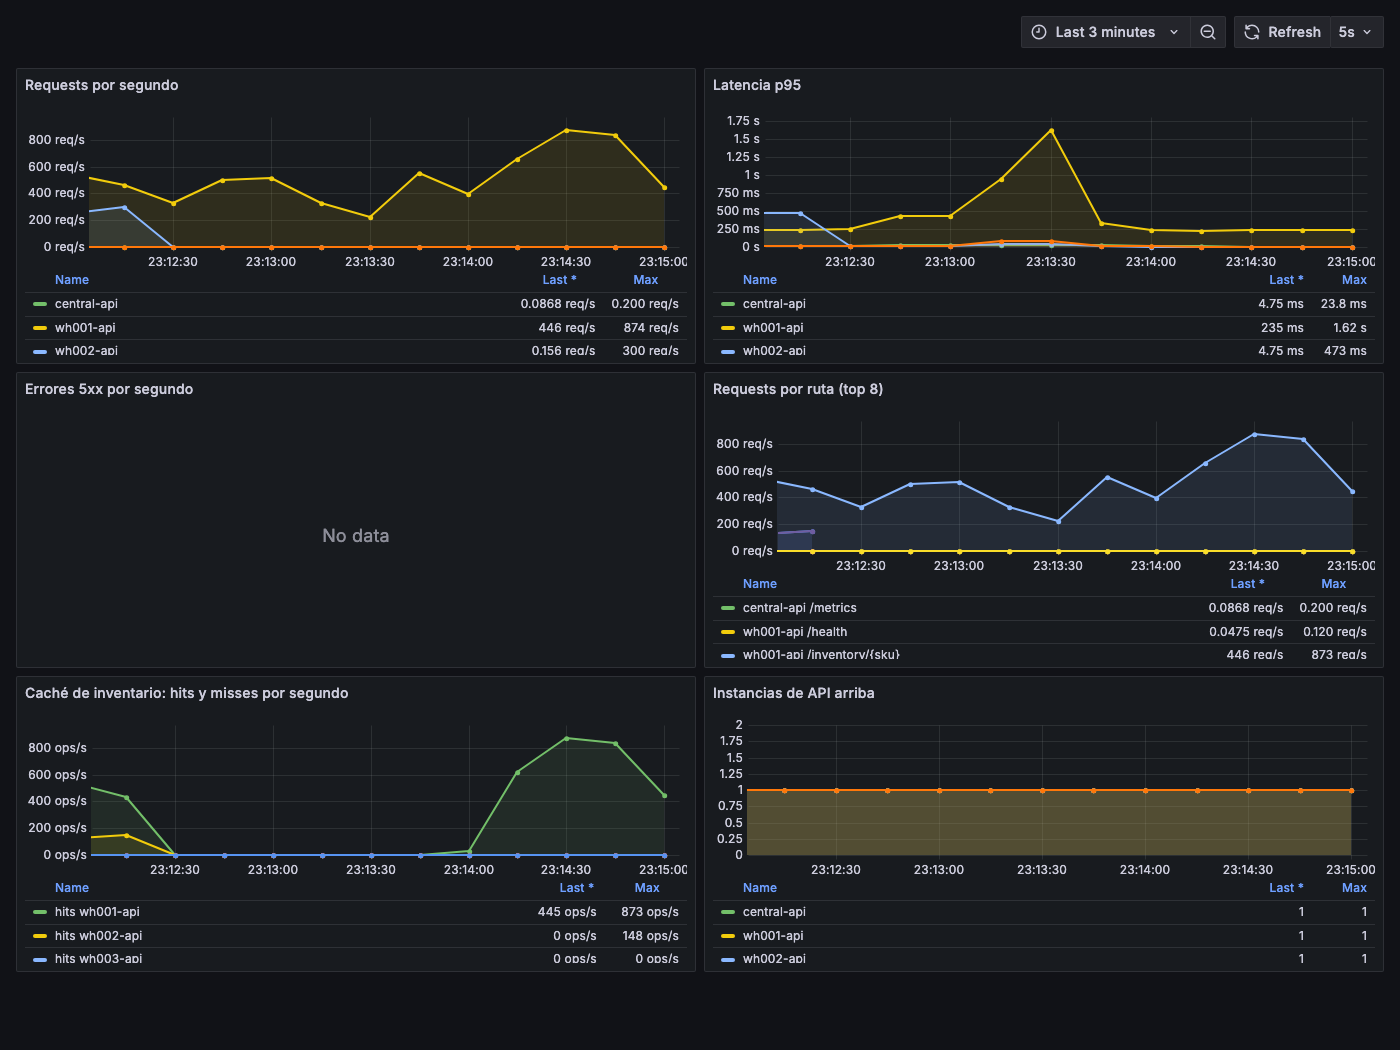 Last 3 minutes
Refresh
5s
Requests por segundo
800 req/s
600 req/s
400 req/s
200 req/s
0 req/s
23:12:30 23:13:00 23:13:30 23:14:00 23:14:30 23:15:00
Name Last * Max
central-api 0.0868 req/s 0.200 req/s
wh001-api 446 req/s 874 req/s
wh002-api 0.156 req/s 300 req/s
Latencia p95
1.75 s
1.5 s
1.25 s
1 s
750 ms
500 ms
250 ms
0 s
23:12:30 23:13:00 23:13:30 23:14:00 23:14:30 23:15:00
Name Last * Max
central-api 4.75 ms 23.8 ms
wh001-api 235 ms 1.62 s
wh002-api 4.75 ms 473 ms
Errores 5xx por segundo
No data
Requests por ruta (top 8)
800 req/s
600 req/s
400 req/s
200 req/s
0 req/s
23:12:30 23:13:00 23:13:30 23:14:00 23:14:30 23:15:00
Name Last * Max
central-api /metrics 0.0868 req/s 0.200 req/s
wh001-api /health 0.0475 req/s 0.120 req/s
wh001-api /inventory/{sku} 446 req/s 873 req/s
Caché de inventario: hits y misses por segundo
800 ops/s
600 ops/s
400 ops/s
200 ops/s
0 ops/s
23:12:30 23:13:00 23:13:30 23:14:00 23:14:30 23:15:00
Name Last * Max
hits wh001-api 445 ops/s 873 ops/s
hits wh002-api 0 ops/s 148 ops/s
hits wh003-api 0 ops/s 0 ops/s
Instancias de API arriba
2
1.75
1.5
1.25
1
0.75
0.5
0.25
0
23:12:30 23:13:00 23:13:30 23:14:00 23:14:30 23:15:00
Name Last * Max
central-api 1 1
wh001-api 1 1
wh002-api 1 1